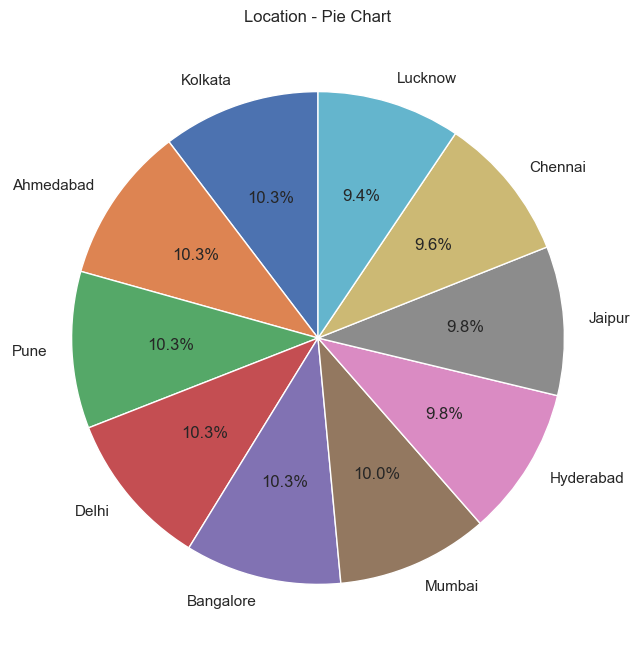 Location - Pie Chart
Kolkata
Lucknow
Chennai
Ahmedabad
10.3%
9.4%
9.6%
10.3%
Jaipur
9.8%
Pune
10.3%
9.8%
10.3%
Hyderabad
10.0%
10.3%
Delhi
Mumbai
Bangalore